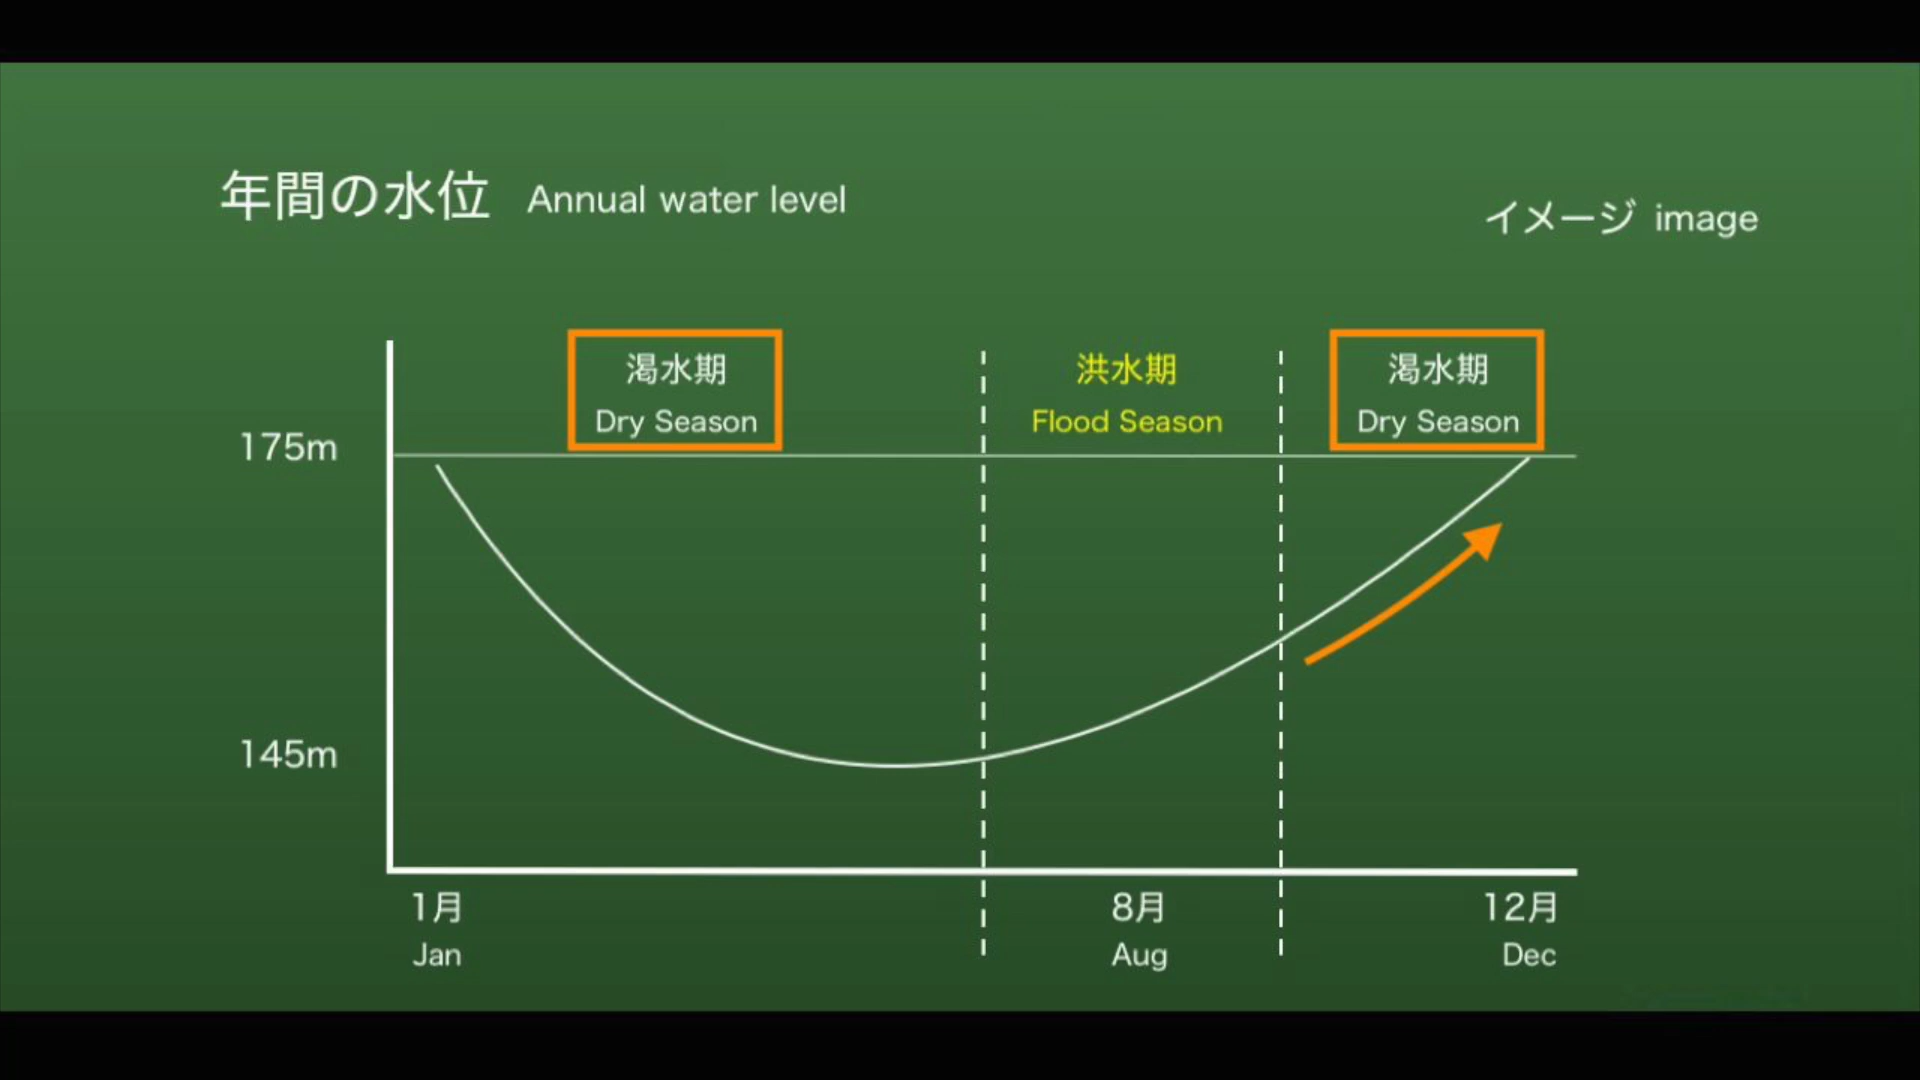 年間の水位 Annual water level
イメージ image
渇水期
Dry Season
洪水期
Flood Season
渇水期
Dry Season
175m
145m
1月
Jan
8月
Aug
12月
Dec